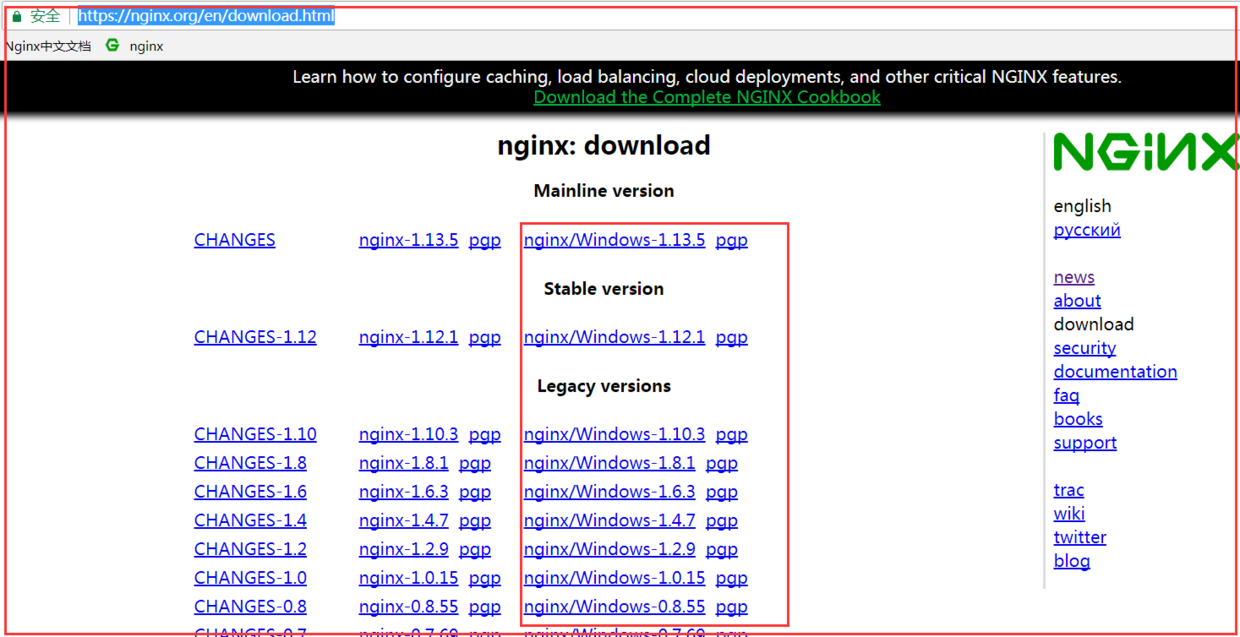 安全 https://nginx.org/en/download.html
Nginx中文文档 nginx
Learn how to configure caching, load balancing, cloud deployments, and other critical NGINX features.
Download the Complete NGINX Cookbook
nginx: download
Mainline version
CHANGES nginx-1.13.5 pgp nginx/Windows-1.13.5 pgp
Stable version
CHANGES-1.12 nginx-1.12.1 pgp nginx/Windows-1.12.1 pgp
Legacy versions
CHANGES-1.10 nginx-1.10.3 pgp nginx/Windows-1.10.3 pgp
CHANGES-1.8 nginx-1.8.1 pgp nginx/Windows-1.8.1 pgp
CHANGES-1.6 nginx-1.6.3 pgp nginx/Windows-1.6.3 pgp
CHANGES-1.4 nginx-1.4.7 pgp nginx/Windows-1.4.7 pgp
CHANGES-1.2 nginx-1.2.9 pgp nginx/Windows-1.2.9 pgp
CHANGES-1.0 nginx-1.0.15 pgp nginx/Windows-1.0.15 pgp
CHANGES-0.8 nginx-0.8.55 pgp nginx/Windows-0.8.55 pgp
CHANGES-0.7 nginx-0.7.69 pgp nginx/Windows-0.7.69 pgp
NGINX
english
русский
news
about
download
security
documentation
faq
books
support
trac
wiki
twitter
blog